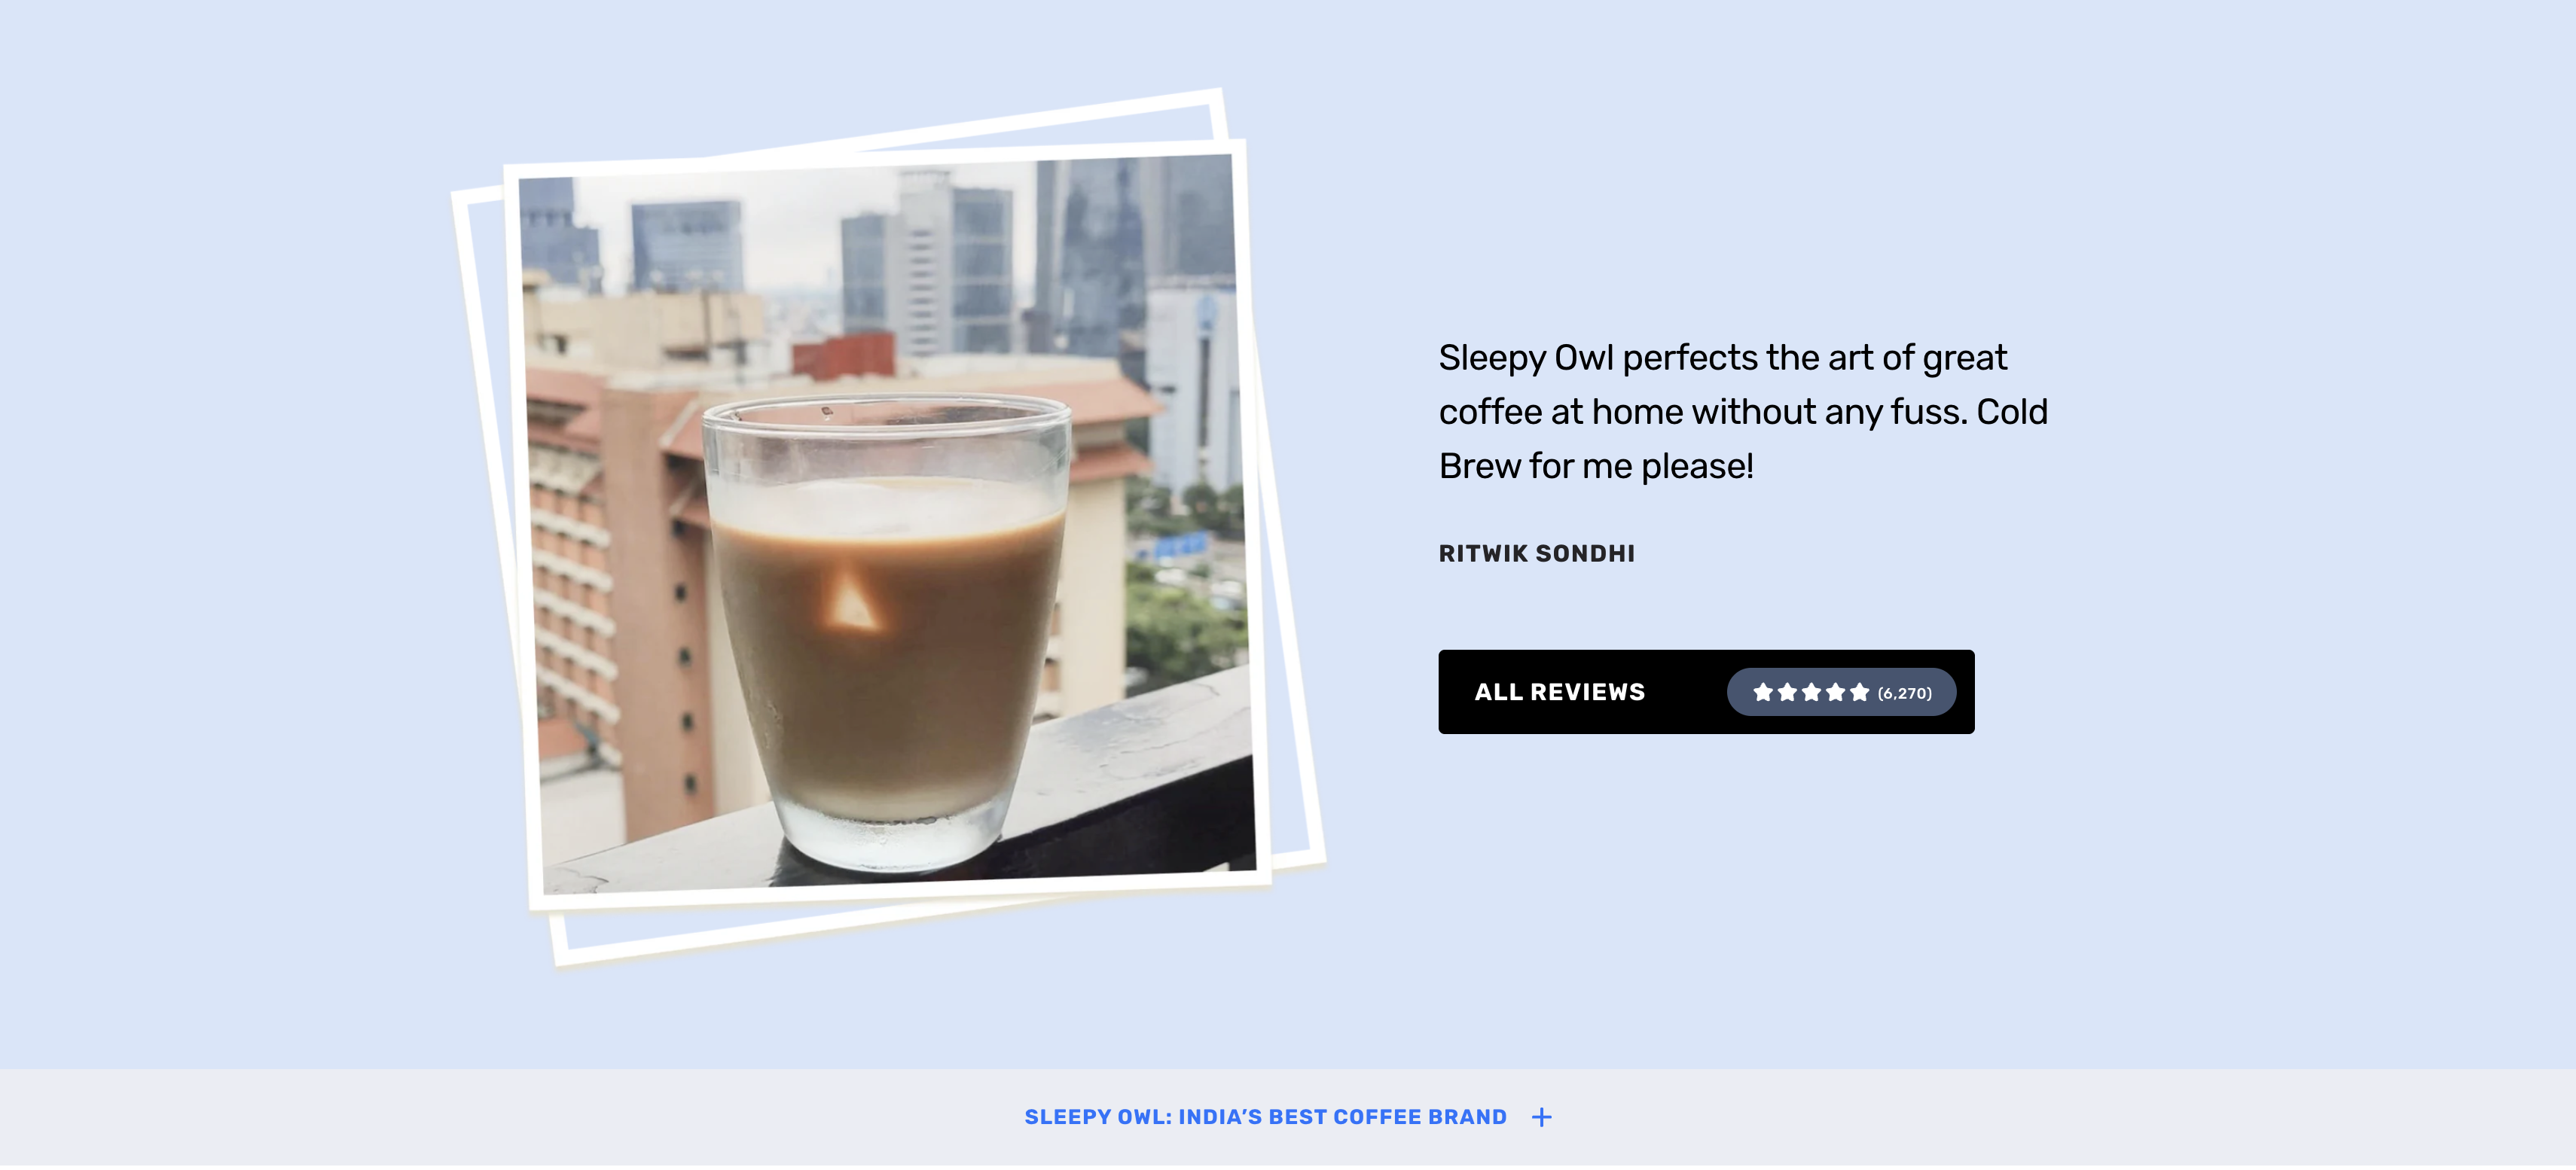 Sleepy Owl perfects the art of great
coffee at home without any fuss. Cold
Brew for me please!
RITWIK SONDHI
ALL REVIEWS (6,270)
SLEEPY OWL: INDIA’S BEST COFFEE BRAND +